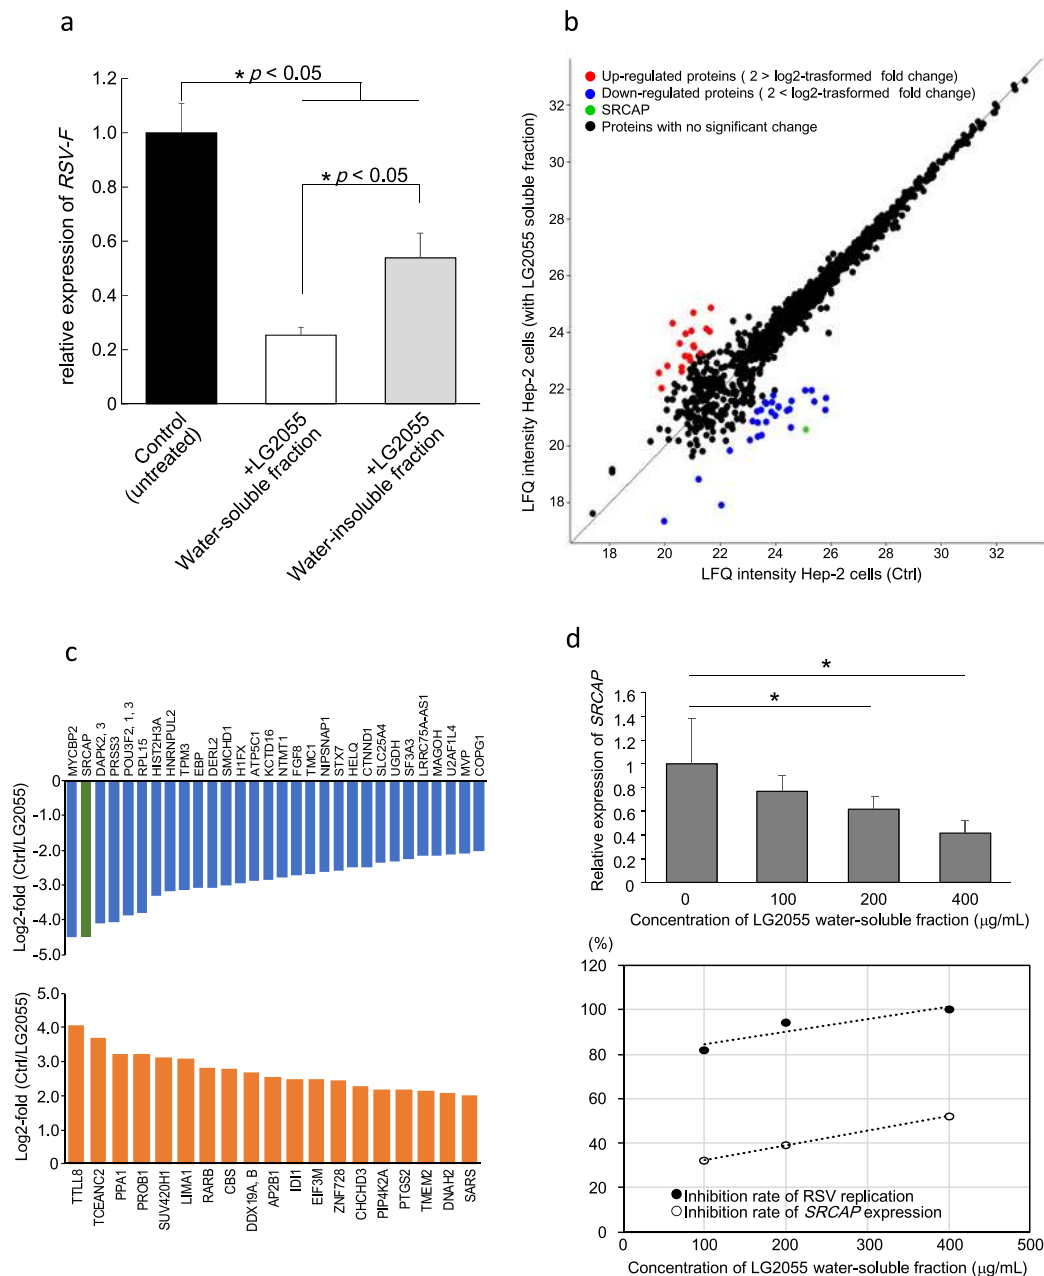 a
relative expression of RSV-F
1.2
1.0
0.8
0.6
0.4
0.2
0
* p < 0.05
* p < 0.05
Control
(untreated)
+LG2055
Water-soluble fraction
+LG2055
Water-insoluble fraction
b
LFQ intensity Hep-2 cells (with LG2055 soluble fraction)
32
30
28
26
24
22
20
18
Up-regulated proteins ( 2 > log2-trasformed fold change)
Down-regulated proteins ( 2 < log2-trasformed fold change)
SRCAP
Proteins with no significant change
18 20 22 24 26 28 30 32
LFQ intensity Hep-2 cells (Ctrl)
c
MYCBP2
SRCAP
DAPK2, 3
PRSS3
POU3F2, 1, 3
RPL15
HIST2H3A
HNRNPUL2
TPM3
EBP
DERL2
SMCHD1
H1FX
ATP5C1
KCTD16
NTMT1
FGF8
TMC1
NIPSNAP1
STX7
HELQ
CTNND1
SLC25A4
UGDH
SF3A3
LRRC75A-AS1
MAGOH
U2AF1L4
MVP
COPG1
Log2-fold (Ctrl/LG2055)
0
-1.0
-2.0
-3.0
-4.0
-5.0
Log2-fold (Ctrl/LG2055)
5.0
4.0
3.0
2.0
1.0
0
TTLL8
TCEANC2
PPA1
PROB1
SUV420H1
LIMA1
RARB
CBS
DDX19A, B
AP2B1
IDI1
EIF3M
ZNF728
CHCHD3
PIP4K2A
PTGS2
TMEM2
DNAH2
SARS
d
Relative expression of SRCAP
1.6
1.4
1.2
1.0
0.8
0.6
0.4
0.2
0
*
*
0 100 200 400
Concentration of LG2055 water-soluble fraction (μg/mL)
(%)
120
100
80
60
40
20
0
Inhibition rate of RSV replication
Inhibition rate of SRCAP expression
0 100 200 300 400 500
Concentration of LG2055 water-soluble fraction (μg/mL)